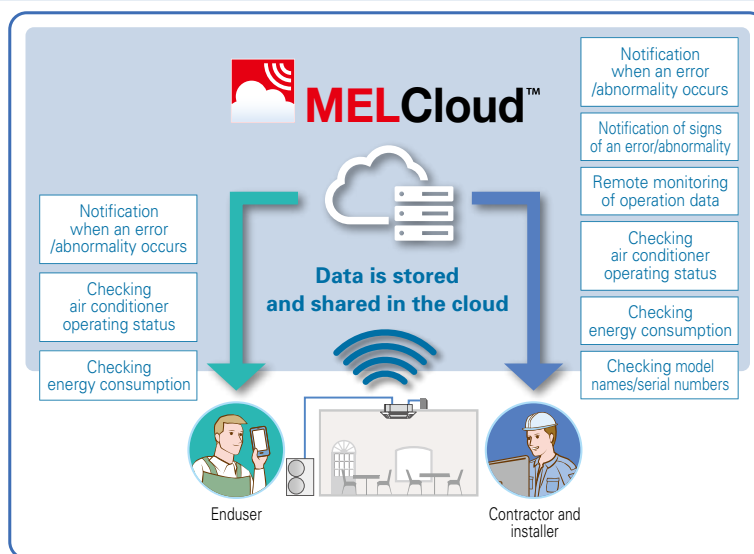 MELCloud™
Notification
when an error
/abnormality occurs
Checking
air conditioner
operating status
Checking
energy consumption
Data is stored
and shared in the cloud
Notification
when an error
/abnormality occurs
Notification of signs
of an error/abnormality
Remote monitoring
of operation data
Checking
air conditioner
operating status
Checking
energy consumption
Checking model
names/serial numbers
Enduser
Contractor and
installer